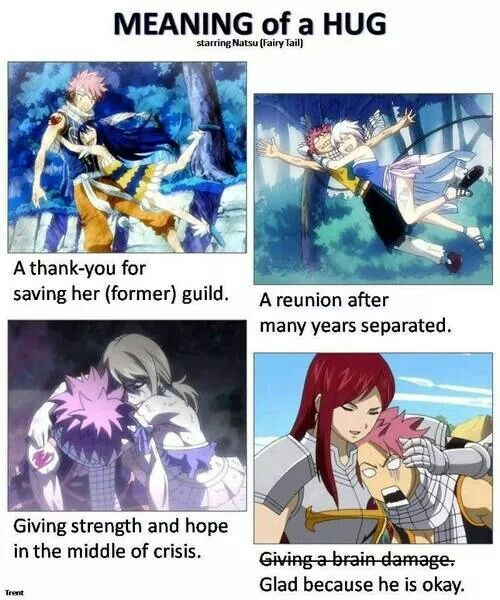 MEANING of a HUG
starring Natsu (Fairy Tail)
A thank-you for
saving her (former) guild.
A reunion after
many years separated.
Giving strength and hope
in the middle of crisis.
Giving a brain damage.
Glad because he is okay.
Trent